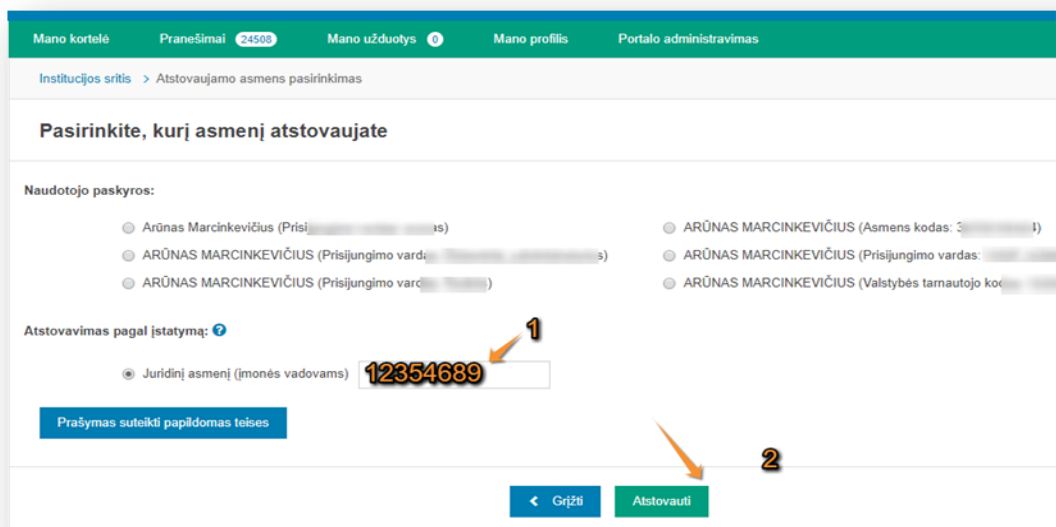 Mano kortelė Pranešimai 24508 Mano užduotys 0 Mano profilis Portalo administravimas
Institucijos sritis > Atstovaujamo asmens pasirinkimas
Pasirinkite, kurį asmenį atstovaujate
Naudotojo paskyros:
Arūnas Marcinkevičius (Prisi as) ARŪNAS MARCINKEVIČIUS (Asmens kodas: 3 4)
ARŪNAS MARCINKEVIČIUS (Prisijungimo varda s) ARŪNAS MARCINKEVIČIUS (Prisijungimo vardas:
ARŪNAS MARCINKEVIČIUS (Prisijungimo vard ) ARŪNAS MARCINKEVIČIUS (Valstybės tarnautojo kod
Atstovavimas pagal įstatymą: ?
1
Juridinį asmenį (įmonės vadovams) 12354689
Prašymas suteikti papildomas teises
2
Grįžti Atstovauti